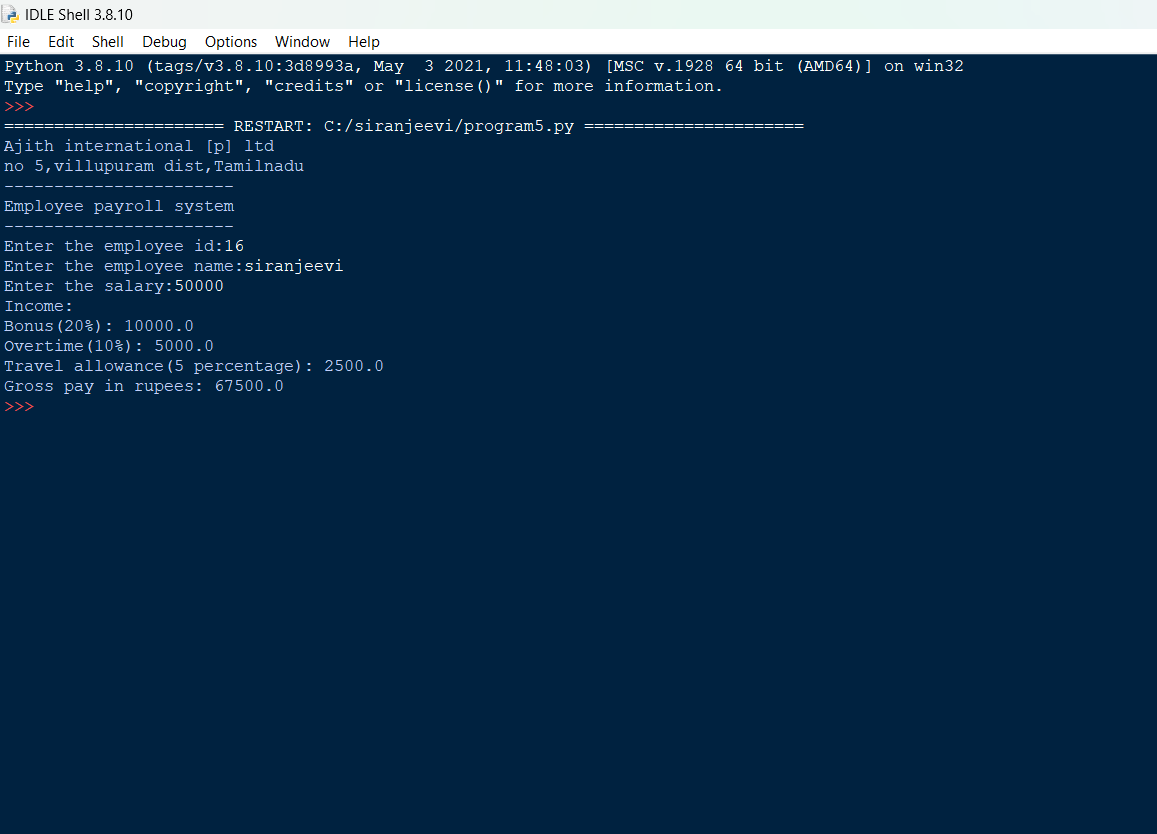 IDLE Shell 3.8.10
File Edit Shell Debug Options Window Help
Python 3.8.10 (tags/v3.8.10:3d8993a, May  3 2021, 11:48:03) [MSC v.1928 64 bit (AMD64)] on win32
Type "help", "copyright", "credits" or "license()" for more information.
>>>
====================== RESTART: C:/siranjeevi/program5.py ======================
Ajith international [p] ltd
no 5,villupuram dist,Tamilnadu
-----------------------
Employee payroll system
-----------------------
Enter the employee id:16
Enter the employee name:siranjeevi
Enter the salary:50000
Income:
Bonus(20%): 10000.0
Overtime(10%): 5000.0
Travel allowance(5 percentage): 2500.0
Gross pay in rupees: 67500.0
>>>